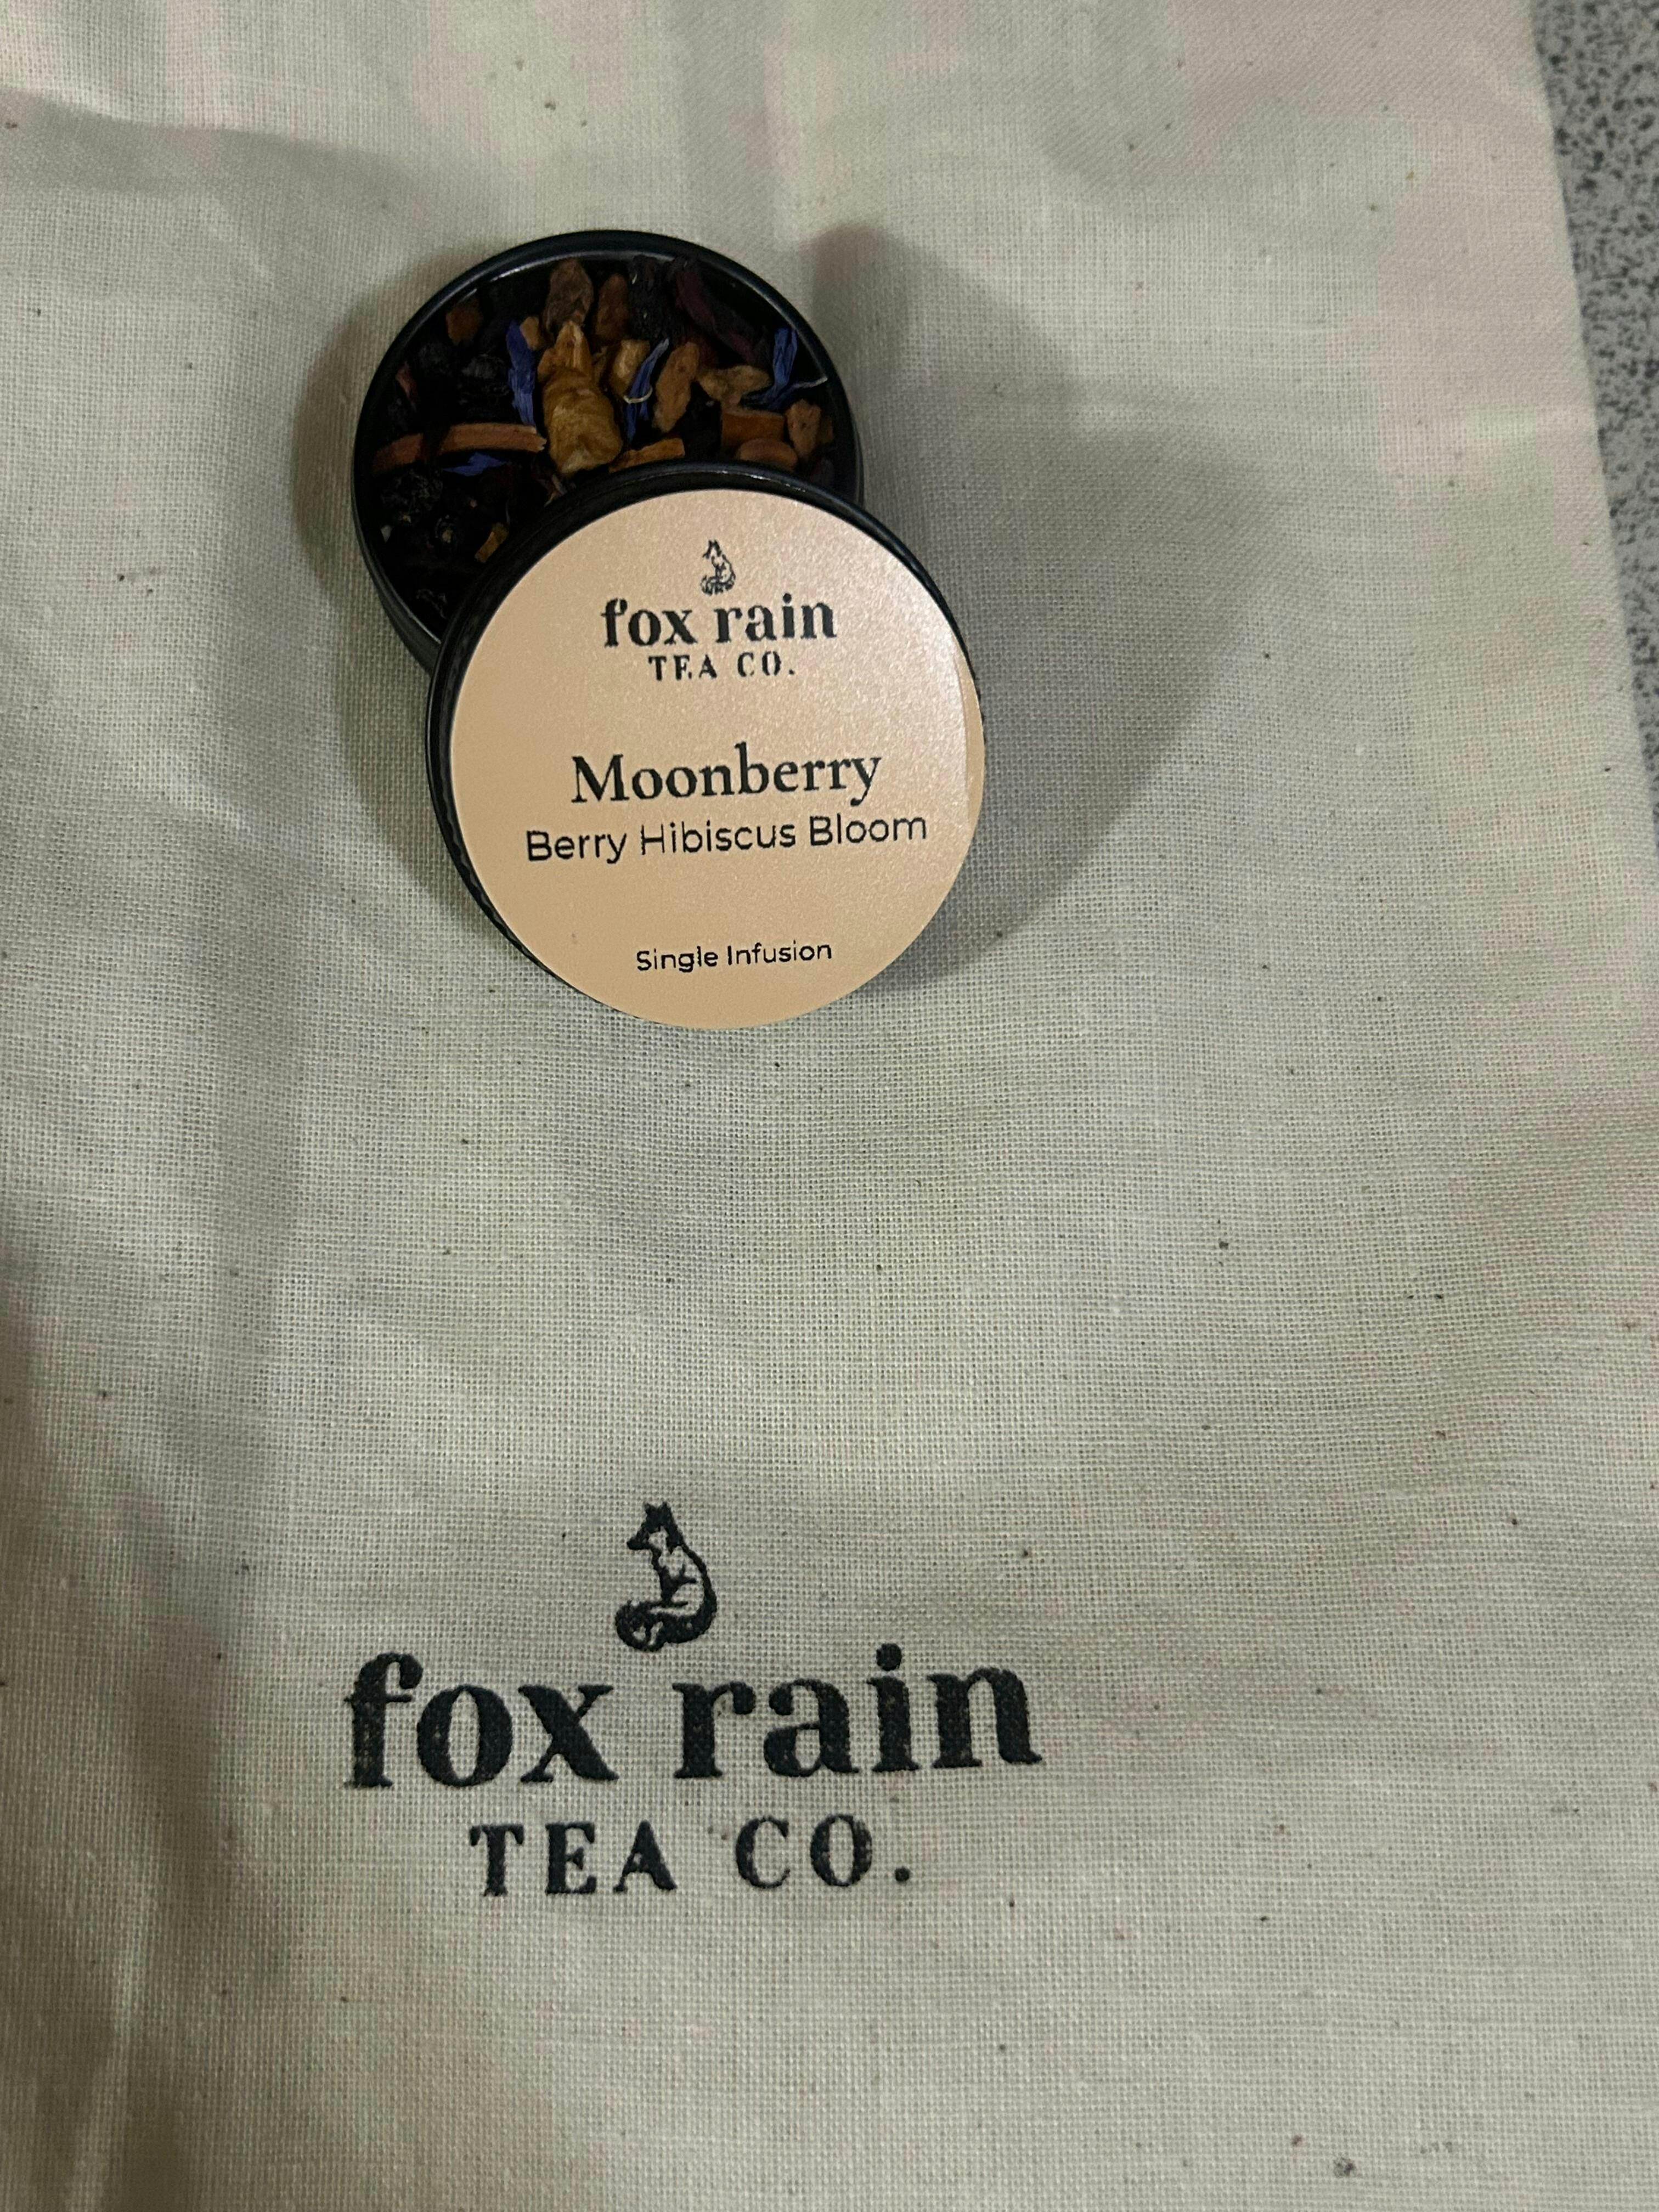 fox rain
TEA CO.
Moonberry
Berry Hibiscus Bloom
Single Infusion
fox rain
TEA CO.